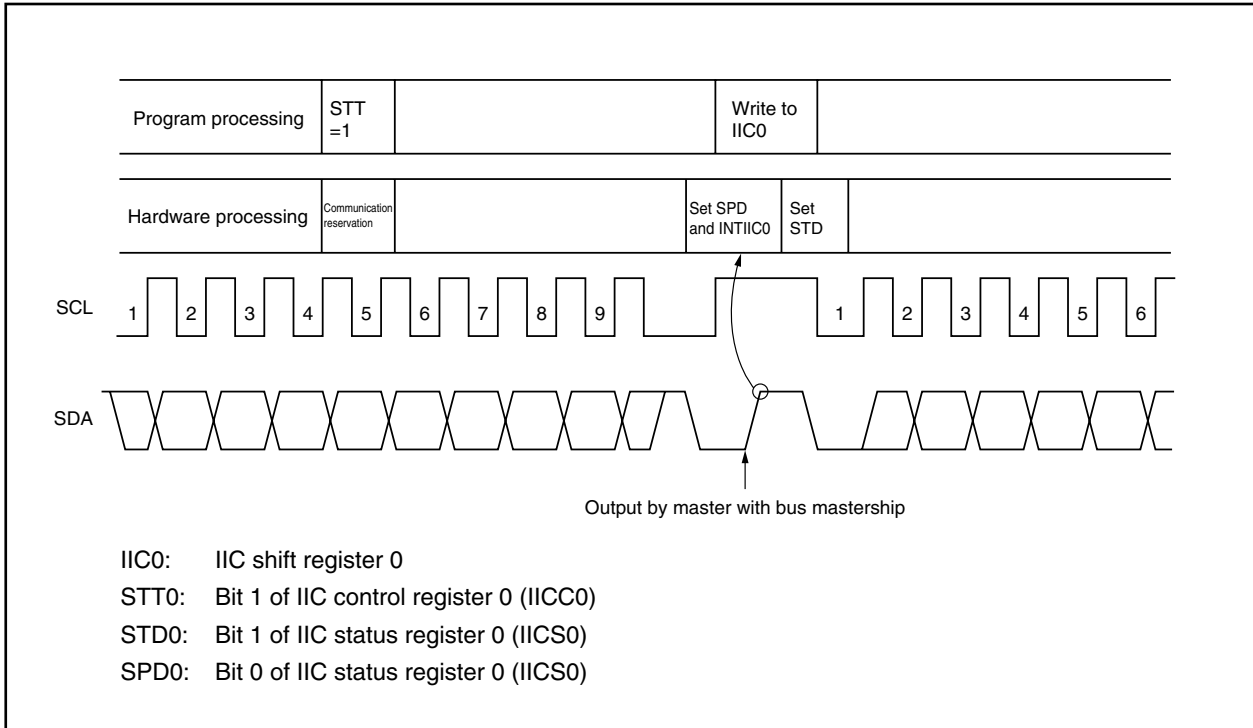 Program processing
STT
=1
Write to
IIC0
Hardware processing
Communication
reservation
Set SPD
and INTIIC0
Set
STD
SCL
1 2 3 4 5 6 7 8 9 1 2 3 4 5 6
SDA
Output by master with bus mastership
IIC0: IIC shift register 0
STT0: Bit 1 of IIC control register 0 (IICC0)
STD0: Bit 1 of IIC status register 0 (IICS0)
SPD0: Bit 0 of IIC status register 0 (IICS0)